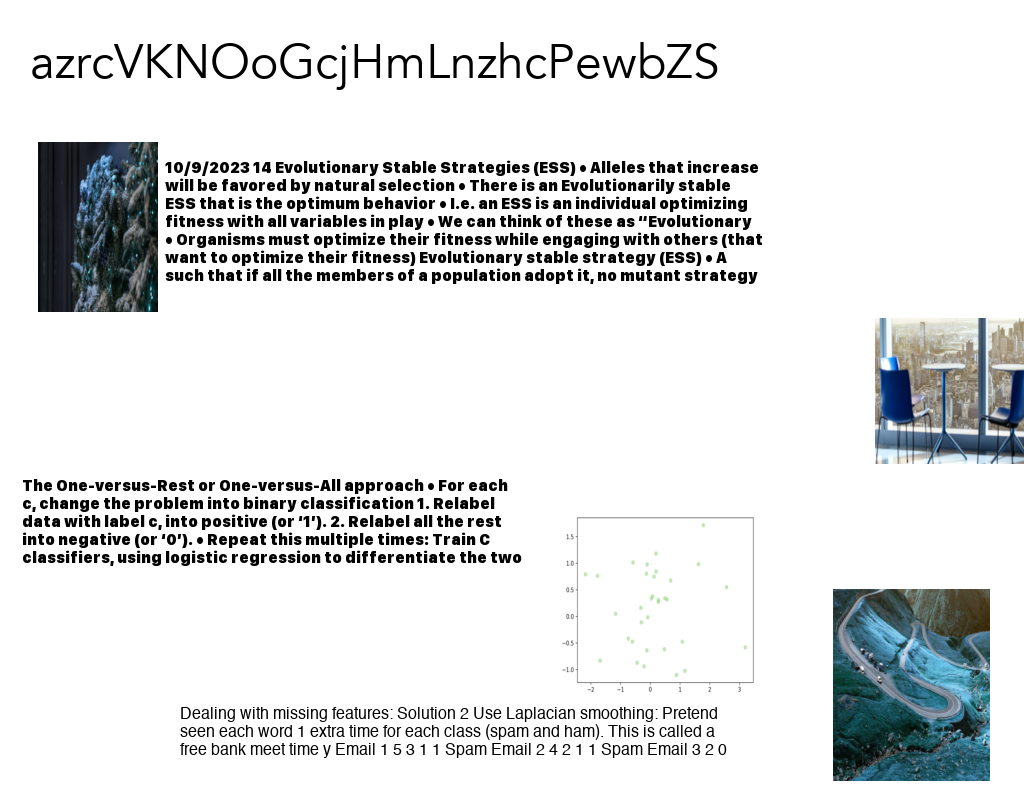 azrcVKNOoGcjHmLnzhcPewbZS
10/9/2023 14 Evolutionary Stable Strategies (ESS) • Alleles that increase
will be favored by natural selection • There is an Evolutionarily stable
ESS that is the optimum behavior • I.e. an ESS is an individual optimizing
fitness with all variables in play • We can think of these as “Evolutionary
• Organisms must optimize their fitness while engaging with others (that
want to optimize their fitness) Evolutionary stable strategy (ESS) • A
such that if all the members of a population adopt it, no mutant strategy
The One-versus-Rest or One-versus-All approach • For each
c, change the problem into binary classification 1. Relabel
data with label c, into positive (or ‘1’). 2. Relabel all the rest
into negative (or ‘0’). • Repeat this multiple times: Train C
classifiers, using logistic regression to differentiate the two
1.5
1.0
0.5
0.0
−0.5
−1.0
−2 −1 0 1 2 3
Dealing with missing features: Solution 2 Use Laplacian smoothing: Pretend
seen each word 1 extra time for each class (spam and ham). This is called a
free bank meet time y Email 1 5 3 1 1 Spam Email 2 4 2 1 1 Spam Email 3 2 0